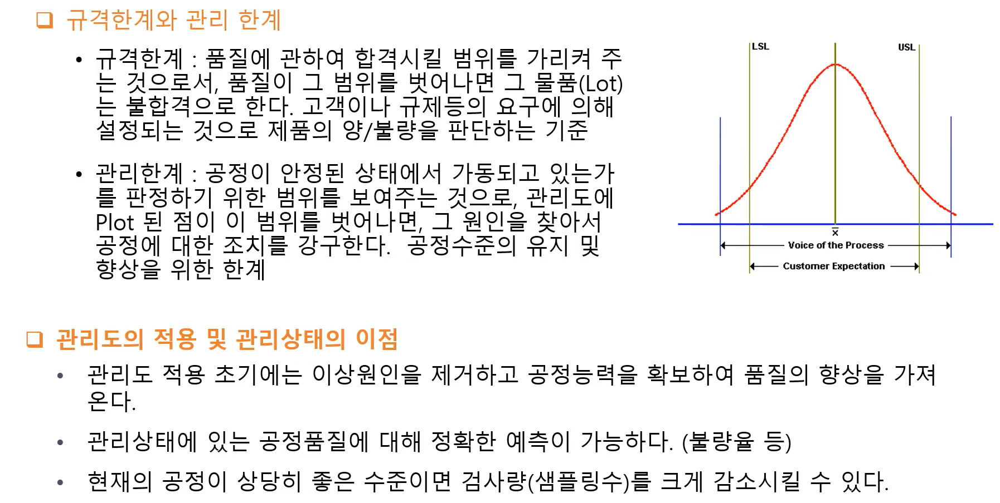 규격한계와 관리 한계
• 규격한계 : 품질에 관하여 합격시킬 범위를 가리켜 주
는 것으로서, 품질이 그 범위를 벗어나면 그 물품(Lot)
는 불합격으로 한다. 고객이나 규제등의 요구에 의해
설정되는 것으로 제품의 양/불량을 판단하는 기준
• 관리한계 : 공정이 안정된 상태에서 가동되고 있는가
를 판정하기 위한 범위를 보여주는 것으로, 관리도에
Plot 된 점이 이 범위를 벗어나면, 그 원인을 찾아서
공정에 대한 조치를 강구한다. 공정수준의 유지 및
향상을 위한 한계
LSL
USL
x̄
Voice of the Process
Customer Expectation
관리도의 적용 및 관리상태의 이점
• 관리도 적용 초기에는 이상원인을 제거하고 공정능력을 확보하여 품질의 향상을 가져
온다.
• 관리상태에 있는 공정품질에 대해 정확한 예측이 가능하다. (불량율 등)
• 현재의 공정이 상당히 좋은 수준이면 검사량(샘플링수)를 크게 감소시킬 수 있다.